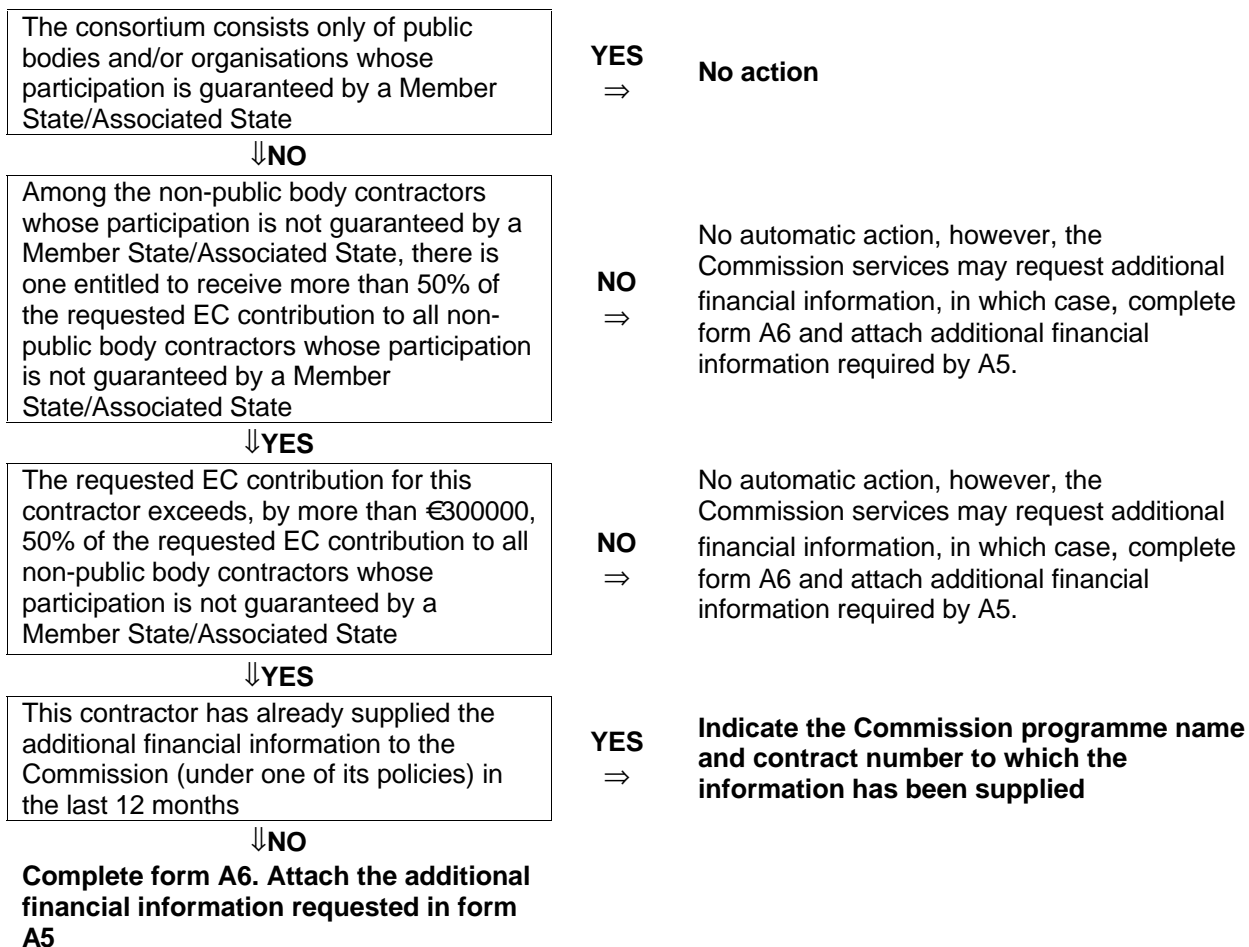 The consortium consists only of public
bodies and/or organisations whose
participation is guaranteed by a Member
State/Associated State
YES
⇒
No action
⇓NO
Among the non-public body contractors
whose participation is not guaranteed by a
Member State/Associated State, there is
one entitled to receive more than 50% of
the requested EC contribution to all non-
public body contractors whose participation
is not guaranteed by a Member
State/Associated State
NO
⇒
No automatic action, however, the
Commission services may request additional
financial information, in which case, complete
form A6 and attach additional financial
information required by A5.
⇓YES
The requested EC contribution for this
contractor exceeds, by more than €300000,
50% of the requested EC contribution to all
non-public body contractors whose
participation is not guaranteed by a
Member State/Associated State
NO
⇒
No automatic action, however, the
Commission services may request additional
financial information, in which case, complete
form A6 and attach additional financial
information required by A5.
⇓YES
This contractor has already supplied the
additional financial information to the
Commission (under one of its policies) in
the last 12 months
YES
⇒
Indicate the Commission programme name
and contract number to which the
information has been supplied
⇓NO
Complete form A6. Attach the additional
financial information requested in form
A5